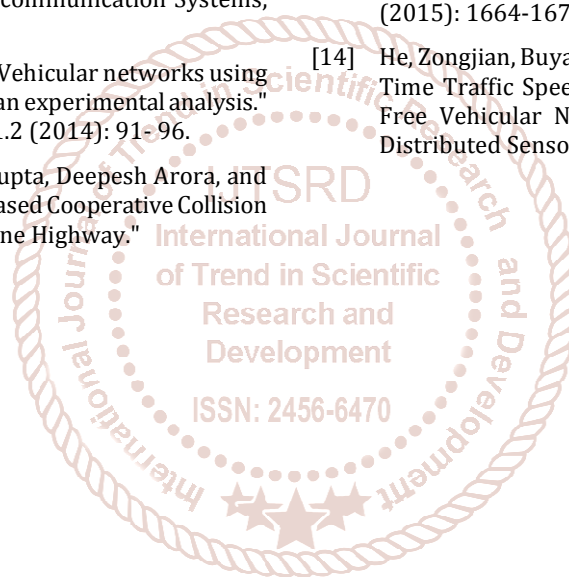 communication Systems,
Vehicular networks using
an experimental analysis."
.2 (2014): 91- 96.
upta, Deepesh Arora, and
ased Cooperative Collision
ne Highway."
(2015): 1664-167
[14] He, Zongjian, Buya
Time Traffic Speed
Free Vehicular N
Distributed Senso
International Journal of Trend in Scientific Research and Development
IJTSRD
International Journal
of Trend in Scientific
Research and
Development
ISSN: 2456-6470